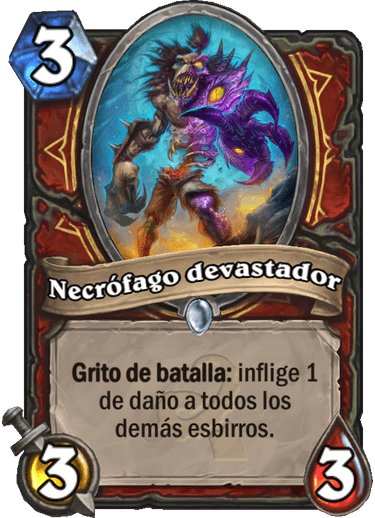 3
Necrófago devastador
Grito de batalla: inflige 1
de daño a todos los
demás esbirros.
3
3